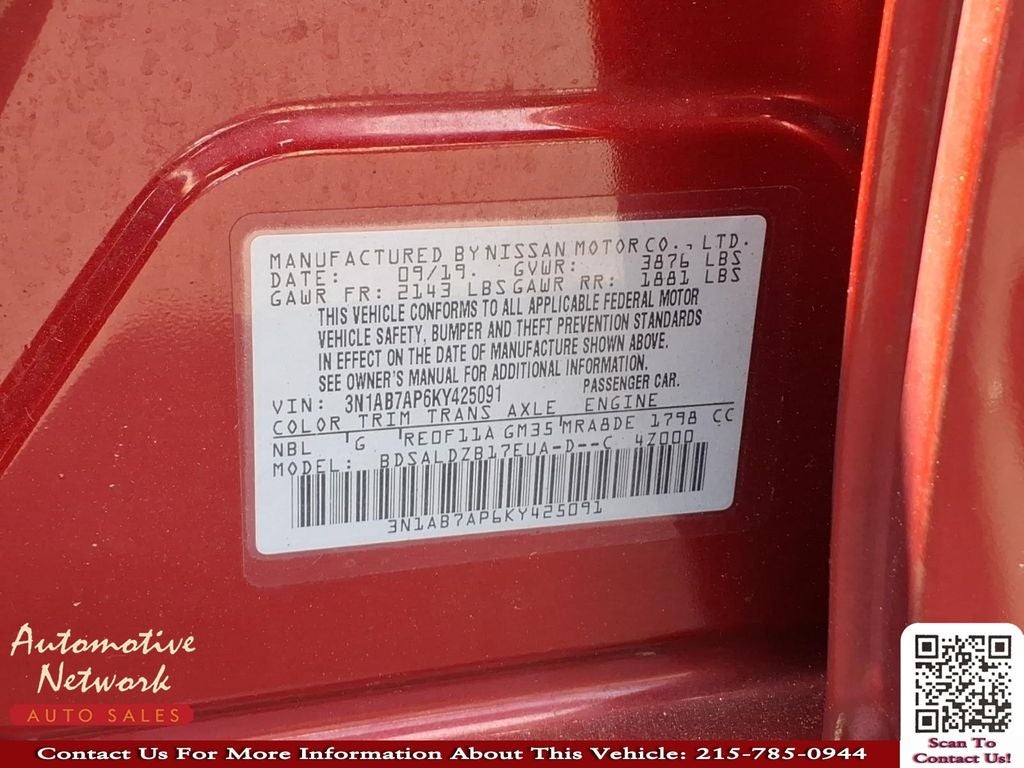 MANUFACTURED BY NISSAN MOTOR CO., LTD.
DATE: 09/19. GVWR: 3876 LBS
GAWR FR: 2143 LBS GAWR RR: 1881 LBS
THIS VEHICLE CONFORMS TO ALL APPLICABLE FEDERAL MOTOR
VEHICLE SAFETY, BUMPER AND THEFT PREVENTION STANDARDS
IN EFFECT ON THE DATE OF MANUFACTURE SHOWN ABOVE.
SEE OWNER'S MANUAL FOR ADDITIONAL INFORMATION.
VIN: 3N1AB7AP6KY425091 PASSENGER CAR.
COLOR TRIM TRANS AXLE ENGINE
NBL G RE0F11A GM35 MRA8DE 1798 CC
MODEL: BDSALDZB17EUA-D--C 4Z000
3N1AB7AP6KY425091
Automotive
Network
AUTO SALES
Contact Us For More Information About This Vehicle: 215-785-0944
Scan To
Contact Us!